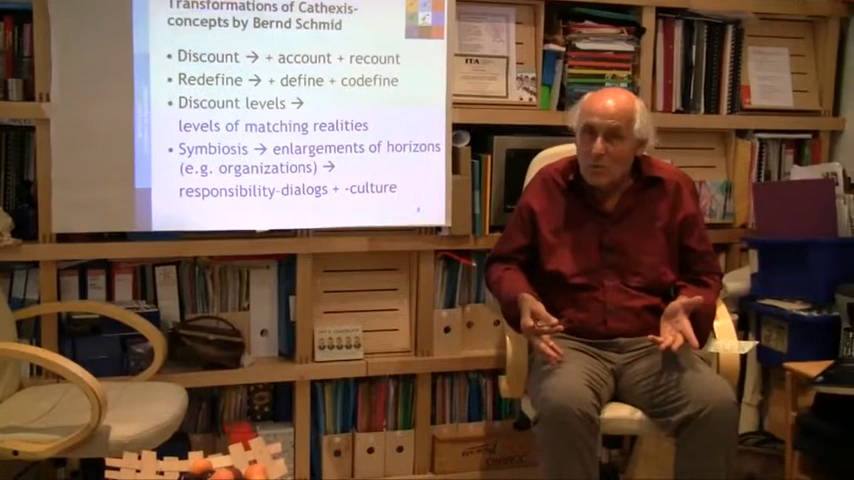 Transformations of Cathexis-
concepts by Bernd Schmid
• Discount → + account + recount
• Redefine → + define + codefine
• Discount levels →
levels of matching realities
• Symbiosis → enlargements of horizons
(e.g. organizations) →
responsibility-dialogs + -culture
ITA